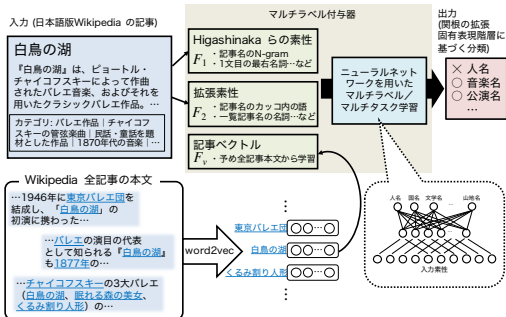 入力 (日本語版Wikipedia の記事)
白鳥の湖
『白鳥の湖』は、ピョートル・
チャイコフスキーによって作曲
されたバレエ音楽、およびそれを
用いたクラシックバレエ作品。…
カテゴリ: バレエ作品｜チャイコフ
スキーの管弦楽曲｜民話・童話を題
材とした作品｜1870年代の音楽｜…
マルチラベル付与器
Higashinaka らの素性
F1 ・記事名のN-gram
・1文目の最右名詞…など
拡張素性
F2 ・記事名のカッコ内の語
・一覧記事名の名詞…など
記事ベクトル
Fv ・予め全記事本文から学習
ニューラルネット
ワークを用いた
マルチラベル／
マルチタスク学習
出力
(関根の拡張
固有表現階層に
基づく分類)
× 人名
○ 音楽名
○ 公演名
⋮
Wikipedia 全記事の本文
…1946年に東京バレエ団を
結成し、「白鳥の湖」の
初演に携わった…
…バレエの演目の代表
として知られる『白鳥の湖』
も1877年の…
…チャイコフスキーの3大バレエ
（白鳥の湖、眠れる森の美女、
くるみ割り人形）の…
word2vec
⋮
東京バレエ団 ○○…○
白鳥の湖 ○○…○
くるみ割り人形 ○○…○
⋮
人名 国名 文学名 … 山地名
入力素性